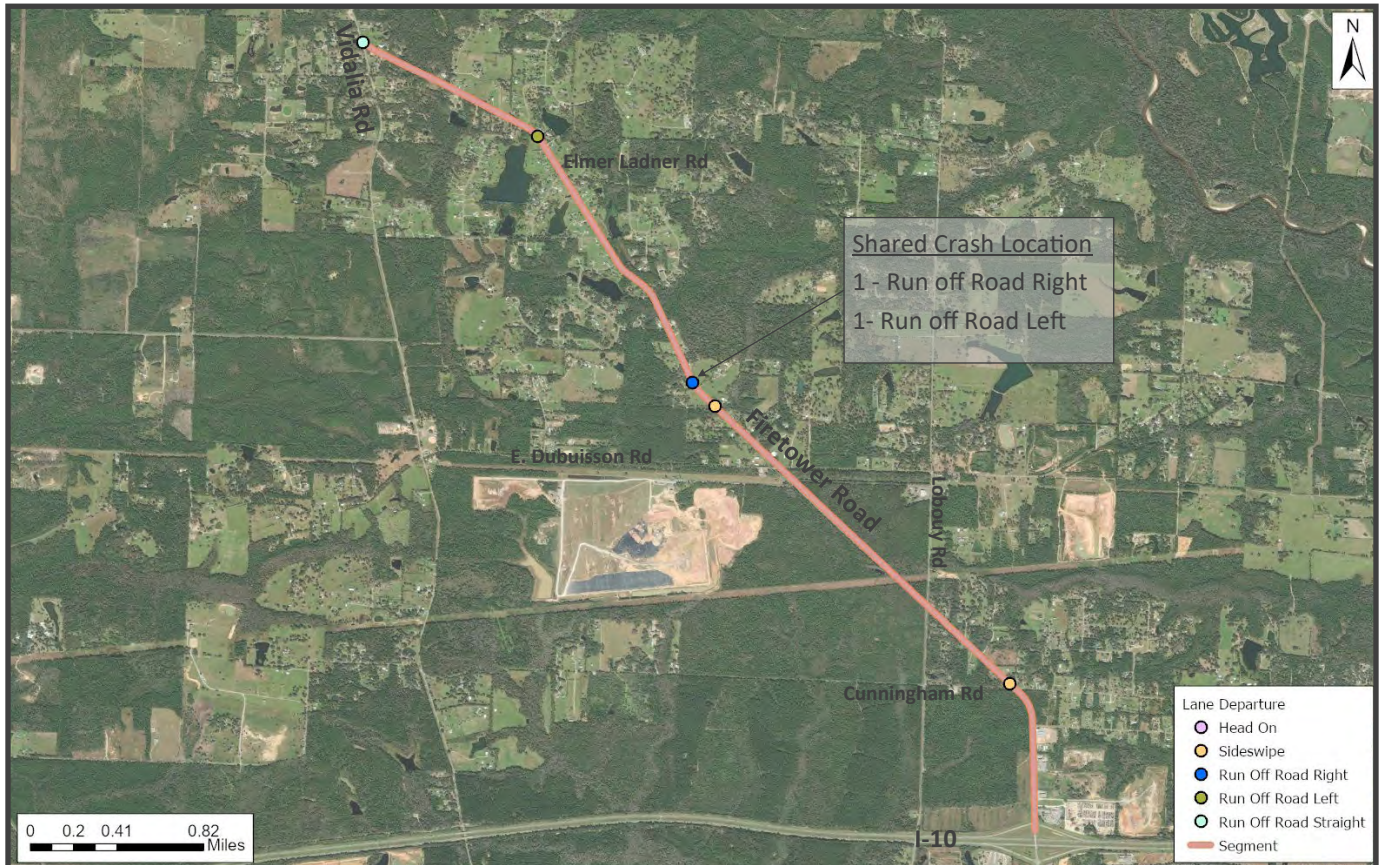 N
Vidalia Rd
Elmer Ladner Rd
Shared Crash Location
1 - Run off Road Right
1- Run off Road Left
Firetower Road
E. Dubuisson Rd
Lobouy Rd
Cunningham Rd
I-10
Lane Departure
Head On
Sideswipe
Run Off Road Right
Run Off Road Left
Run Off Road Straight
Segment
0 0.2 0.41 0.82
Miles